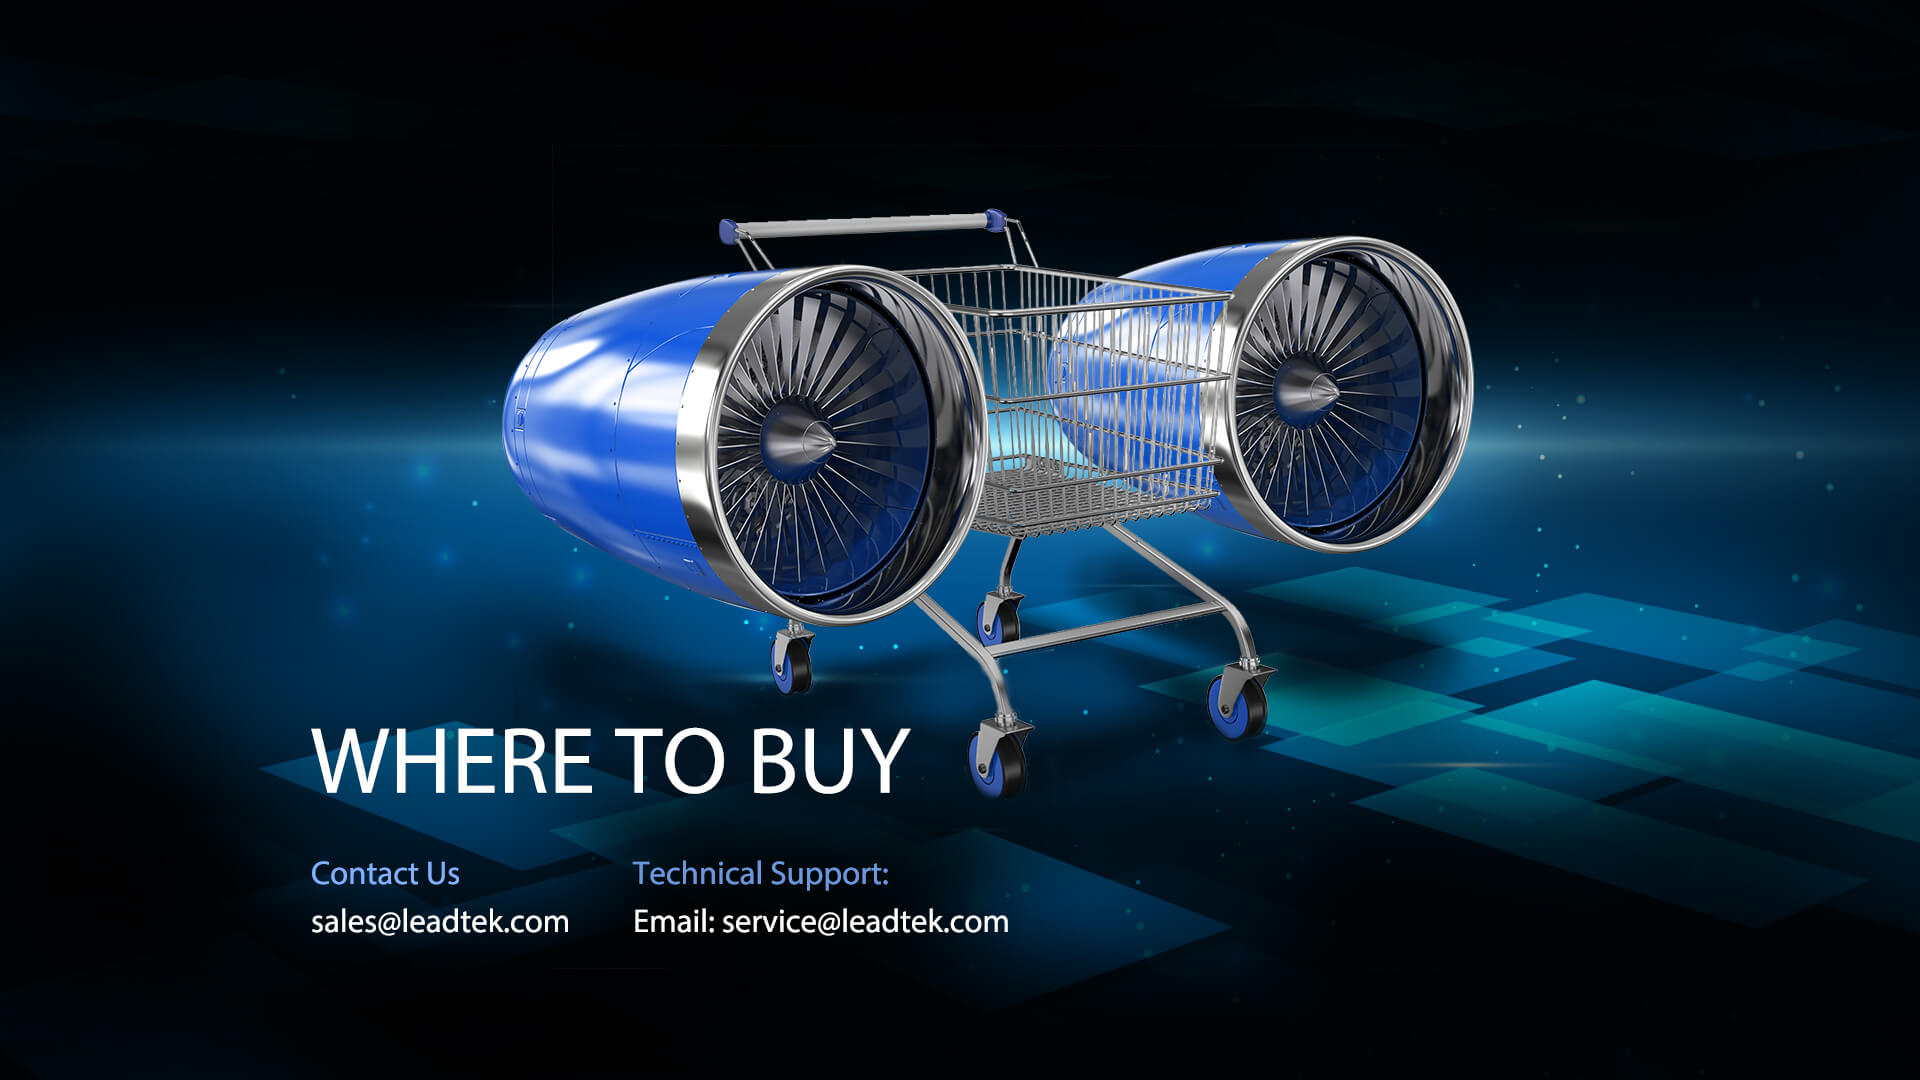 WHERE TO BUY
Contact Us
sales@leadtek.com
Technical Support:
Email: service@leadtek.com